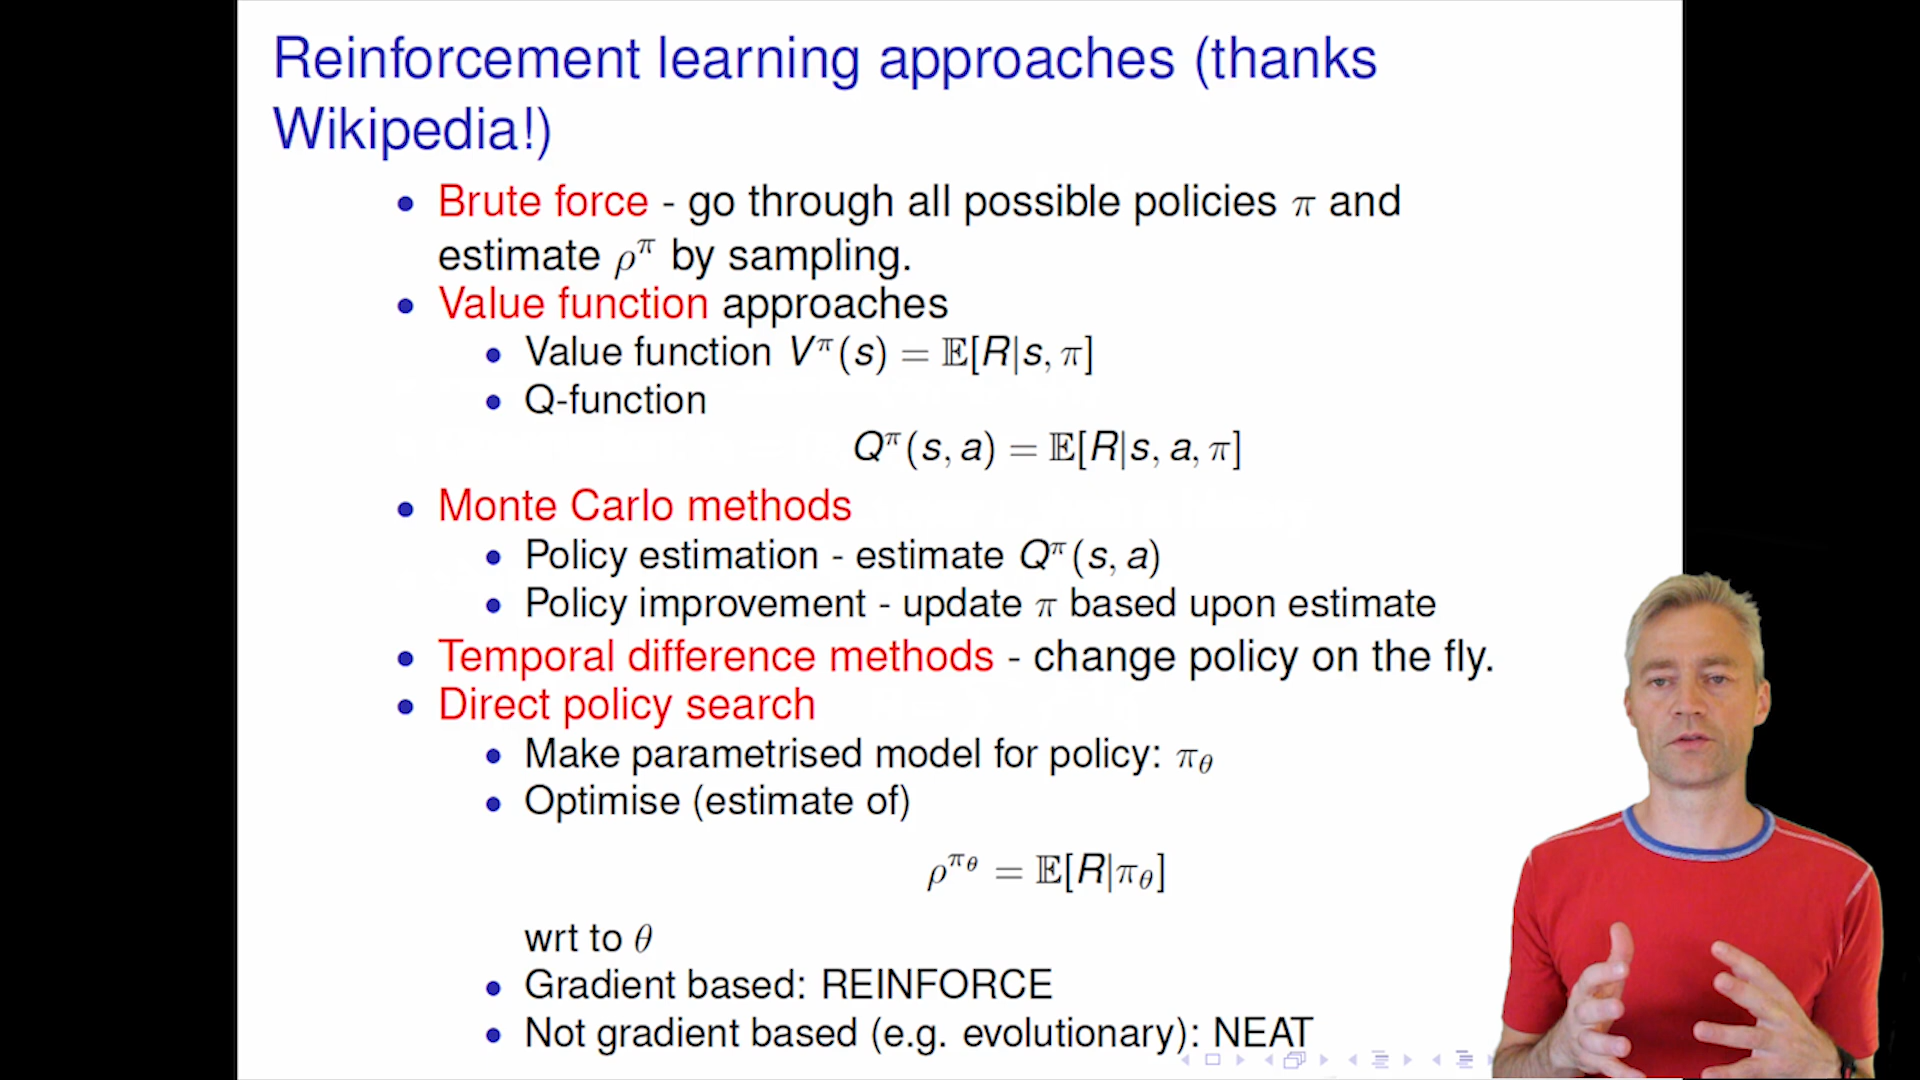 Reinforcement learning approaches (thanks
Wikipedia!)
• Brute force - go through all possible policies π and
estimate ρ^π by sampling.
• Value function approaches
• Value function V^π(s) = 𝔼[R|s, π]
• Q-function
Q^π(s, a) = 𝔼[R|s, a, π]
• Monte Carlo methods
• Policy estimation - estimate Q^π(s, a)
• Policy improvement - update π based upon estimate
• Temporal difference methods - change policy on the fly.
• Direct policy search
• Make parametrised model for policy: π_θ
• Optimise (estimate of)
ρ^{π_θ} = 𝔼[R|π_θ]
wrt to θ
• Gradient based: REINFORCE
• Not gradient based (e.g. evolutionary): NEAT